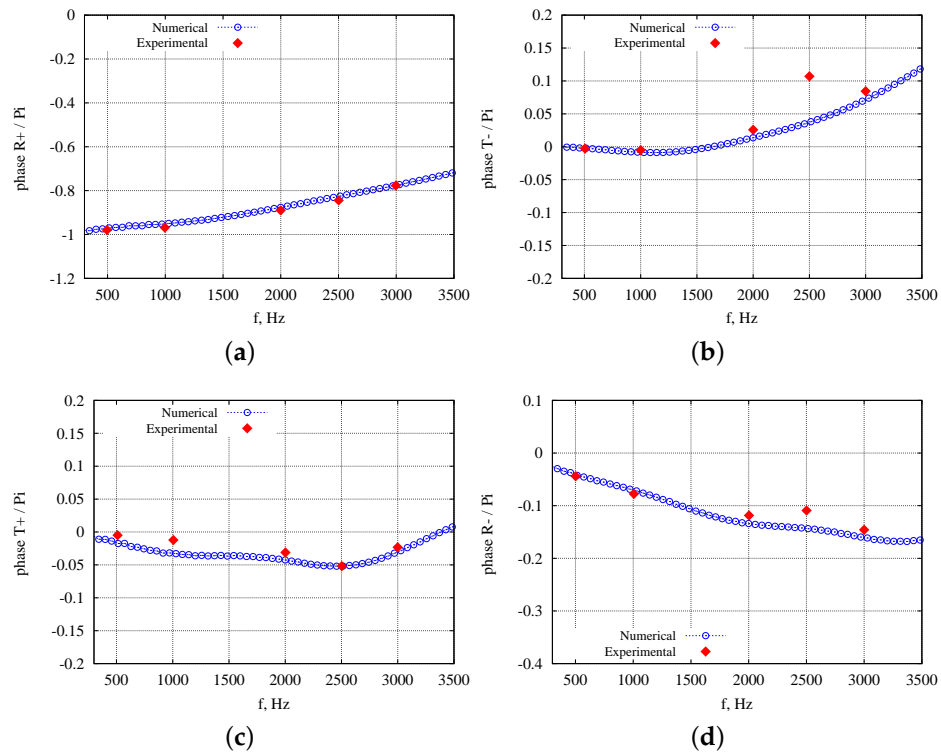 Numerical
Experimental
phase R+ / Pi
0
-0.2
-0.4
-0.6
-0.8
-1
-1.2
500 1000 1500 2000 2500 3000 3500
f, Hz
(a)
Numerical
Experimental
phase T- / Pi
0.2
0.15
0.1
0.05
0
-0.05
-0.1
-0.15
-0.2
500 1000 1500 2000 2500 3000 3500
f, Hz
(b)
Numerical
Experimental
phase T+ / Pi
0.2
0.15
0.1
0.05
0
-0.05
-0.1
-0.15
-0.2
500 1000 1500 2000 2500 3000 3500
f, Hz
(c)
Numerical
Experimental
phase R- / Pi
0.1
0
-0.1
-0.2
-0.3
-0.4
500 1000 1500 2000 2500 3000 3500
f, Hz
(d)